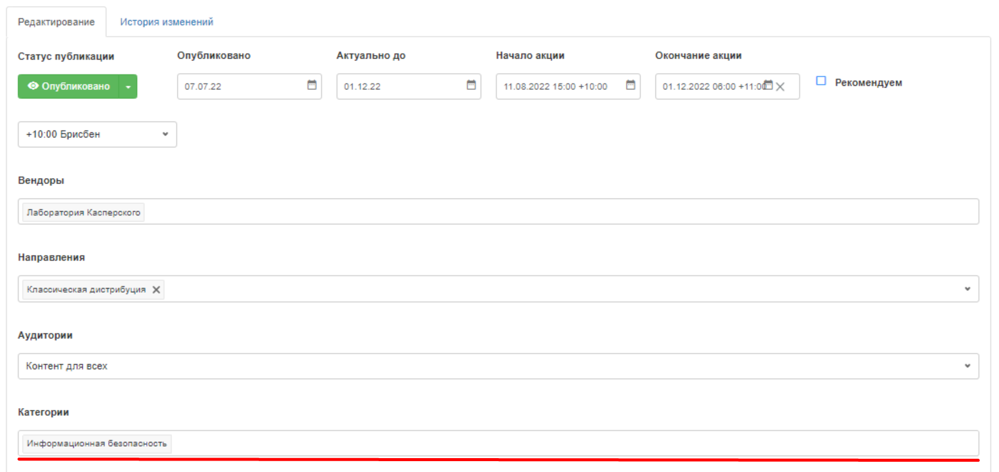 Редактирование История изменений
Статус публикации Опубликовано Актуально до Начало акции Окончание акции
Опубликовано 07.07.22 01.12.22 11.08.2022 15:00 +10:00 01.12.2022 06:00 +11:00 Рекомендуем
+10:00 Брисбен
Вендоры
Лаборатория Касперского
Направления
Классическая дистрибуция
Аудитории
Контент для всех
Категории
Информационная безопасность